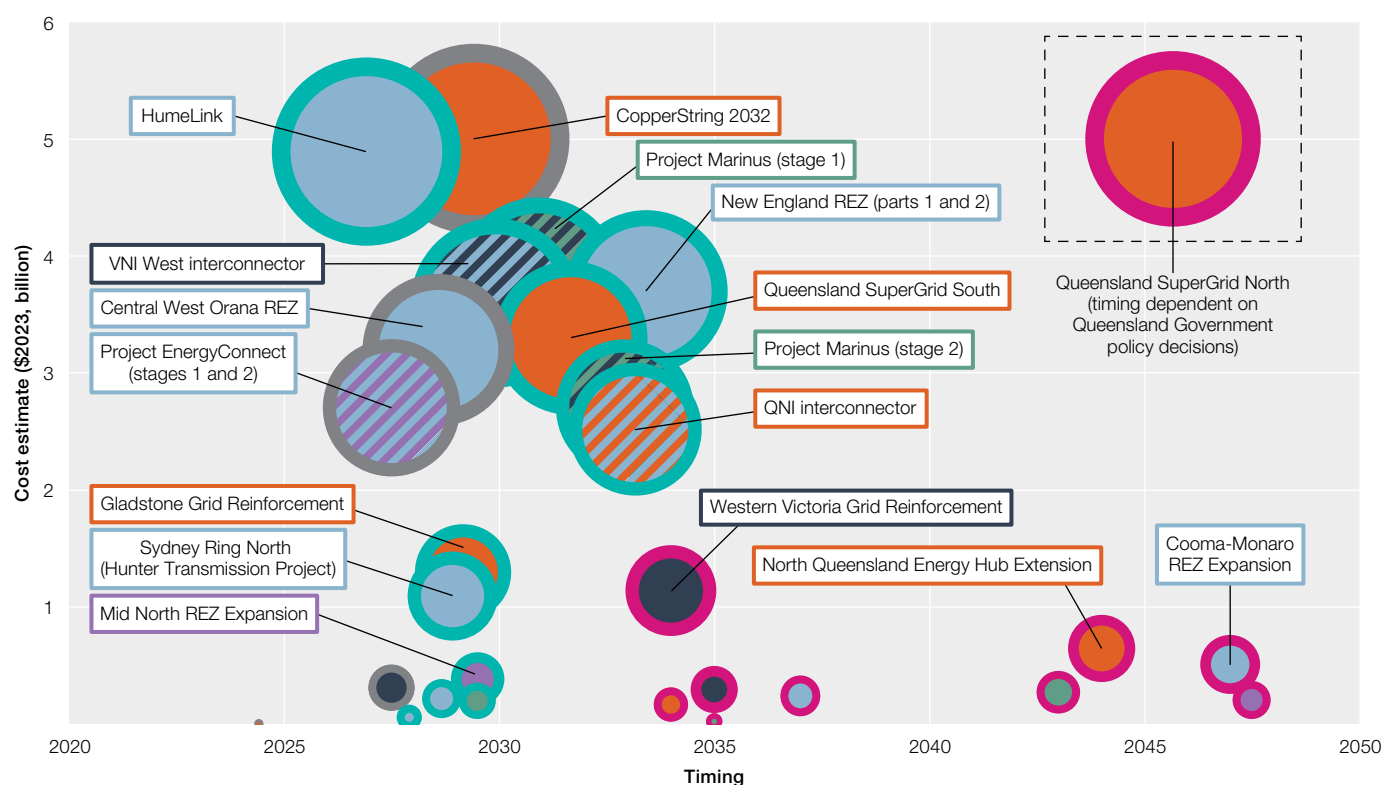 6
5
4
3
2
1
Cost estimate ($2023, billion)
HumeLink
CopperString 2032
Project Marinus (stage 1)
New England REZ (parts 1 and 2)
VNI West interconnector
Central West Orana REZ
Project EnergyConnect
(stages 1 and 2)
Queensland SuperGrid South
Project Marinus (stage 2)
QNI interconnector
Queensland SuperGrid North
(timing dependent on
Queensland Government
policy decisions)
Gladstone Grid Reinforcement
Sydney Ring North
(Hunter Transmission Project)
Mid North REZ Expansion
Western Victoria Grid Reinforcement
North Queensland Energy Hub Extension
Cooma-Monaro
REZ Expansion
2020
2025
2030
2035
2040
2045
2050
Timing